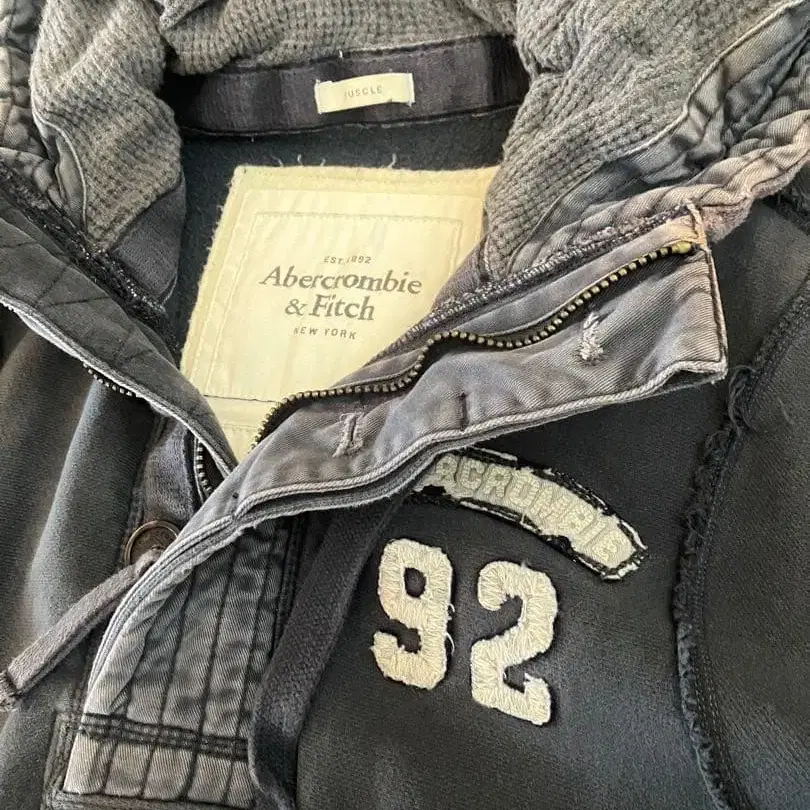 MUSCLE
EST. 1892
Abercrombie
& Fitch
NEW YORK
ABERCROMBIE
92